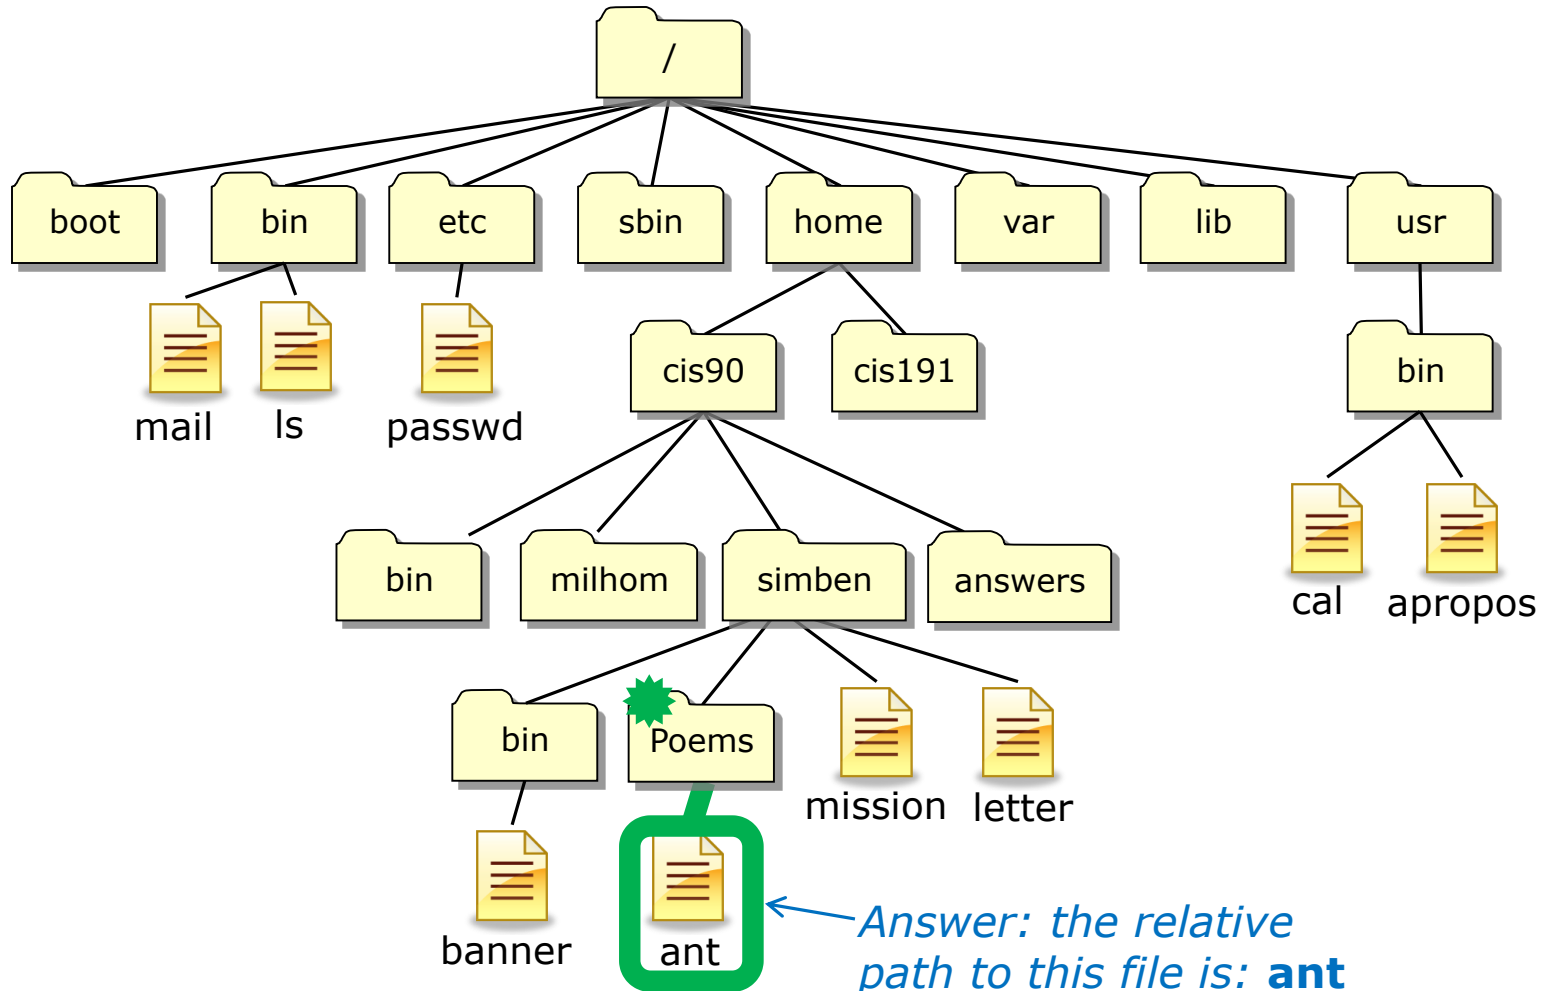 /
boot
bin
etc
sbin
home
var
lib
usr
mail
ls
passwd
cis90
cis191
bin
cal
apropos
bin
milhom
simben
answers
bin
Poems
mission
letter
banner
ant
Answer: the relative
path to this file is: ant